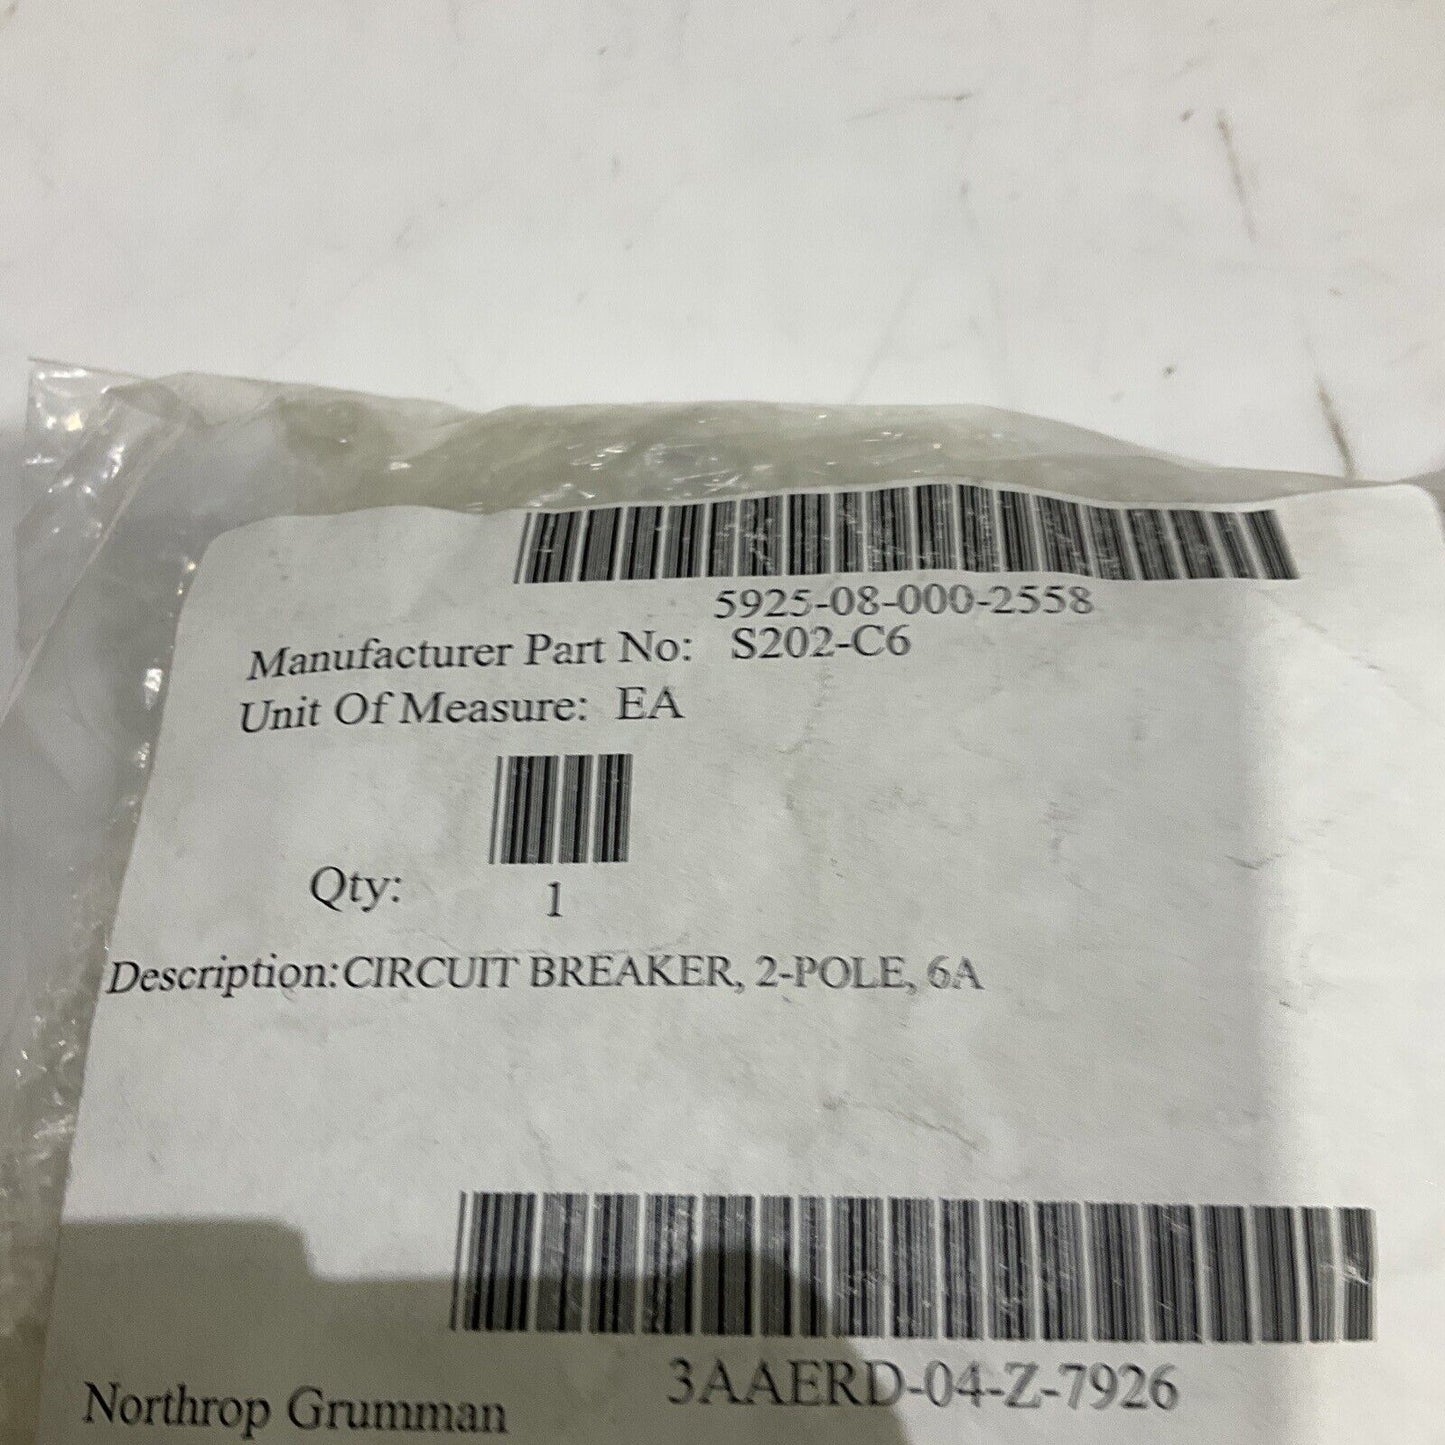 5925-08-000-2558
Manufacturer Part No: S202-C6
Unit Of Measure: EA
Qty: 1
Description:CIRCUIT BREAKER, 2-POLE, 6A
3AAERD-04-Z-7926
Northrop Grumman